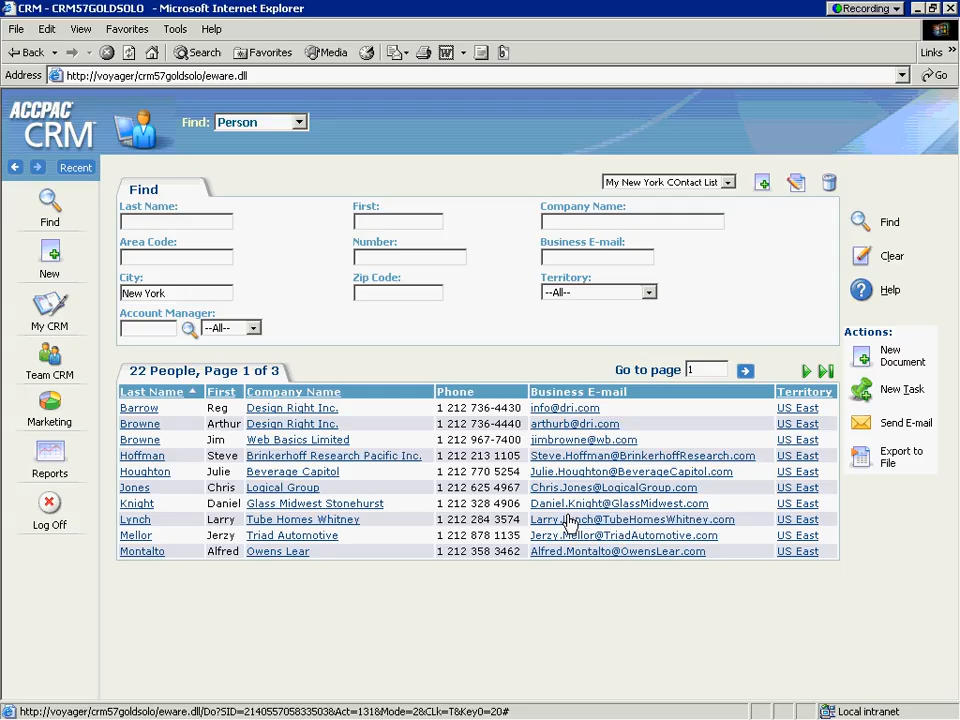 CRM - CRM57GOLDSOLO - Microsoft Internet Explorer
Recording
File Edit View Favorites Tools Help
Back Search Favorites Media Links »
Address http://voyager/crm57goldsolo/eware.dll Go
ACCPAC
CRM
Find: Person
Recent
Find
New
My CRM
Team CRM
Marketing
Reports
Log Off
Find
My New York COntact List
Last Name: First: Company Name:
Area Code: Number: Business E-mail:
City: Zip Code: Territory:
New York --All--
Account Manager:
--All--
Find
Clear
Help
Actions:
New Document
New Task
Send E-mail
Export to File
22 People, Page 1 of 3 Go to page 1
Last Name First Company Name Phone Business E-mail Territory
Barrow Reg Design Right Inc. 1 212 736-4430 info@dri.com US East
Browne Arthur Design Right Inc. 1 212 736-4440 arthurb@dri.com US East
Browne Jim Web Basics Limited 1 212 967-7400 jimbrowne@wb.com US East
Hoffman Steve Brinkerhoff Research Pacific Inc. 1 212 213 1105 Steve.Hoffman@BrinkerhoffResearch.com US East
Houghton Julie Beverage Capitol 1 212 770 5254 Julie.Houghton@BeverageCapitol.com US East
Jones Chris Logical Group 1 212 625 4967 Chris.Jones@LogicalGroup.com US East
Knight Daniel Glass Midwest Stonehurst 1 212 328 4906 Daniel.Knight@GlassMidwest.com US East
Lynch Larry Tube Homes Whitney 1 212 284 3574 Larry.Lynch@TubeHomesWhitney.com US East
Mellor Jerzy Triad Automotive 1 212 878 1135 Jerzy.Mellor@TriadAutomotive.com US East
Montalto Alfred Owens Lear 1 212 358 3462 Alfred.Montalto@OwensLear.com US East
http://voyager/crm57goldsolo/eware.dll/Do?SID=21405570583350​3&Act=131&Mode=2&CLk=T&Key0=20# Local intranet